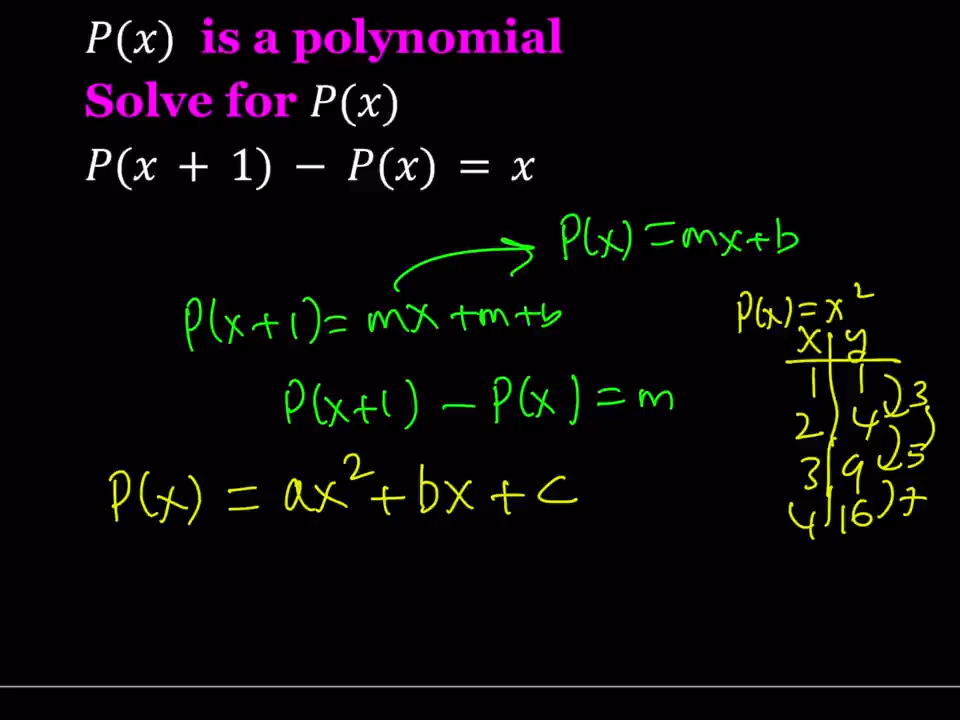 P(x) is a polynomial
Solve for P(x)
P(x + 1) − P(x) = x
P(x) = mx+b
P(x+1) = mx+m+b
P(x+1) − P(x) = m
P(x) = ax²+bx+c
P(x)=x²
x y
1 1
3
2 4
5
3 9
7
4 16